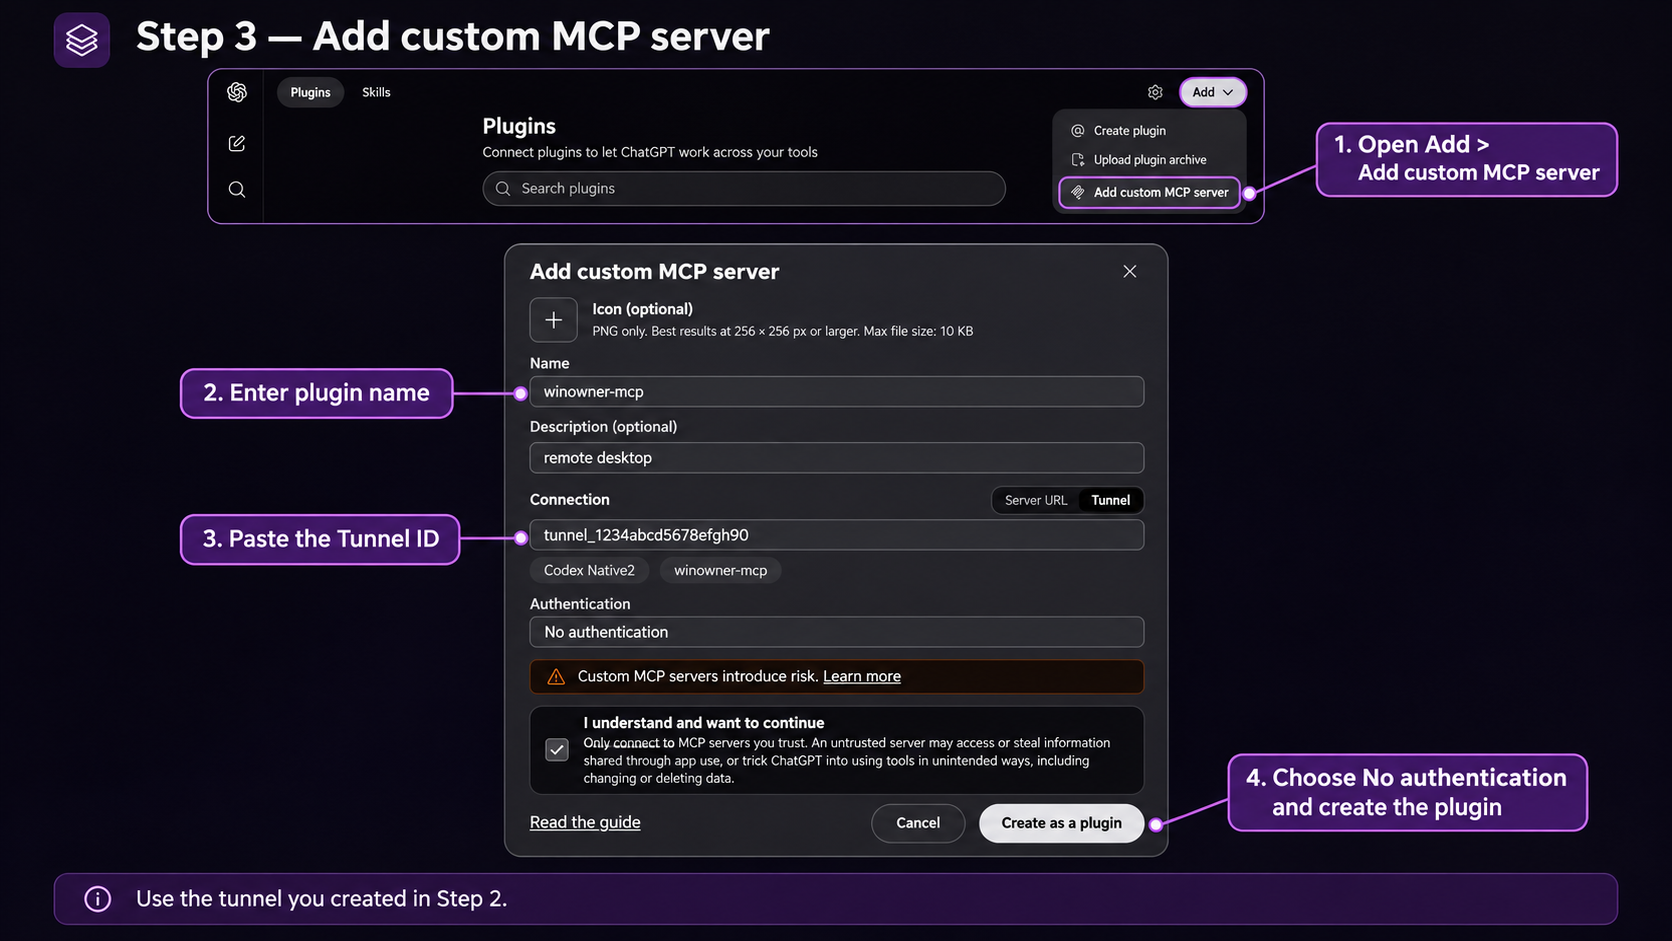 Step 3 — Add custom MCP server
Plugins
Skills
Add
Plugins
Connect plugins to let ChatGPT work across your tools
Search plugins
Create plugin
Upload plugin archive
Add custom MCP server
1. Open Add >
Add custom MCP server
Add custom MCP server
Icon (optional)
PNG only. Best results at 256 × 256 px or larger. Max file size: 10 KB
Name
2. Enter plugin name
winowner-mcp
Description (optional)
remote desktop
Connection
Server URL
Tunnel
3. Paste the Tunnel ID
tunnel_1234abcd5678efgh90
Codex Native2
winowner-mcp
Authentication
No authentication
Custom MCP servers introduce risk. Learn more
I understand and want to continue
Only connect to MCP servers you trust. An untrusted server may access or steal information
shared through app use, or trick ChatGPT into using tools in unintended ways, including
changing or deleting data.
Read the guide
Cancel
Create as a plugin
4. Choose No authentication
and create the plugin
Use the tunnel you created in Step 2.